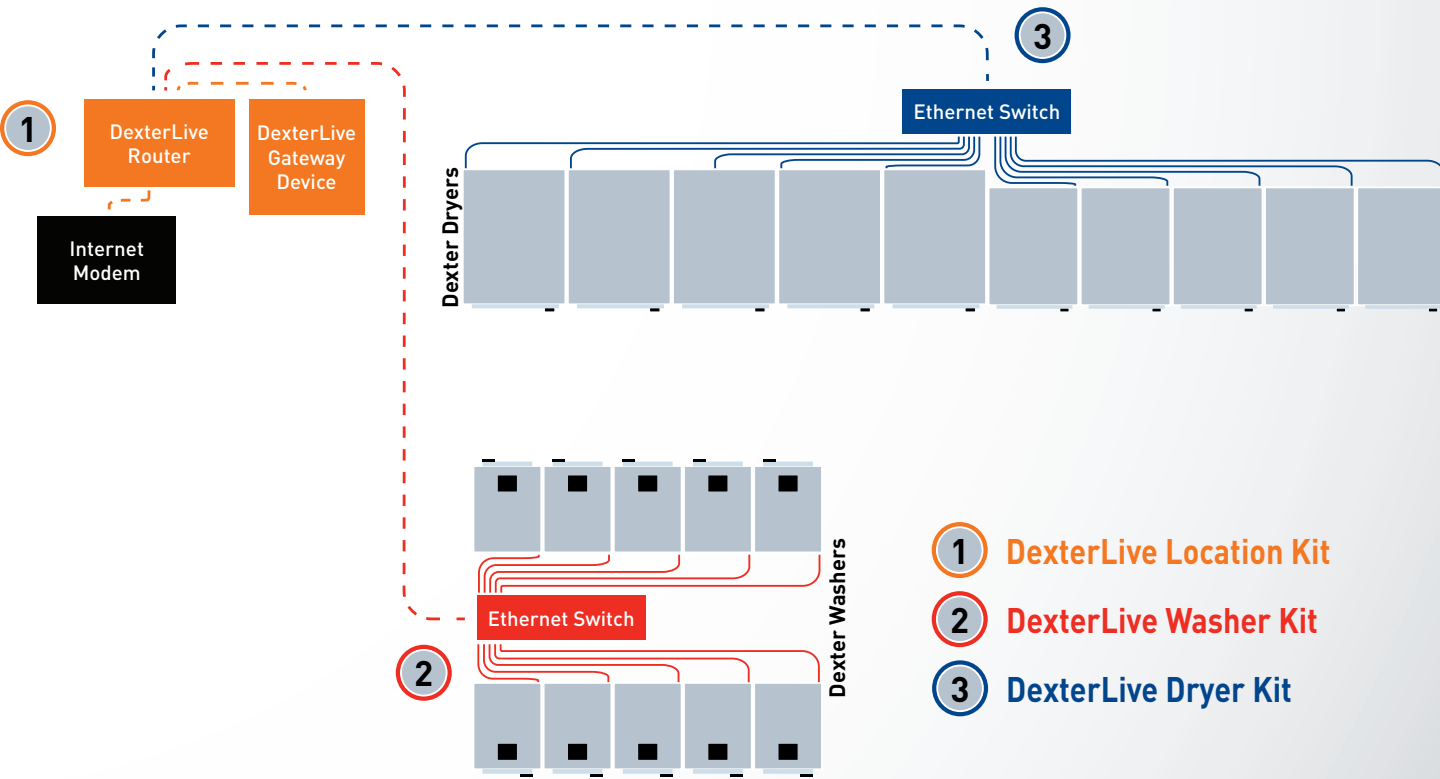 3
Ethernet Switch
1
DexterLive
Router
DexterLive
Gateway
Device
Internet
Modem
Dexter Dryers
Dexter Washers
Ethernet Switch
2
1 DexterLive Location Kit
2 DexterLive Washer Kit
3 DexterLive Dryer Kit